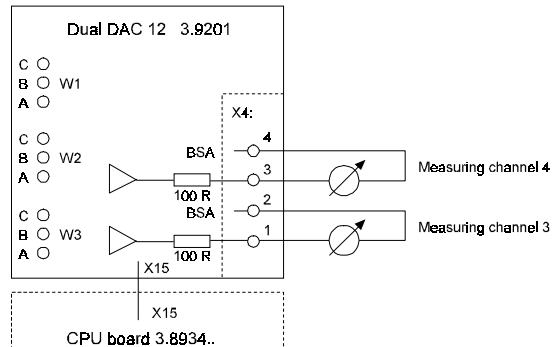 Dual DAC 12 3.9201
C
B W1
A
X4:
C
B W2
A
BSA 4
3
100 R
Measuring channel 4
BSA 2
C
B W3
A
1
100 R
Measuring channel 3
X15
X15
CPU board 3.8934..